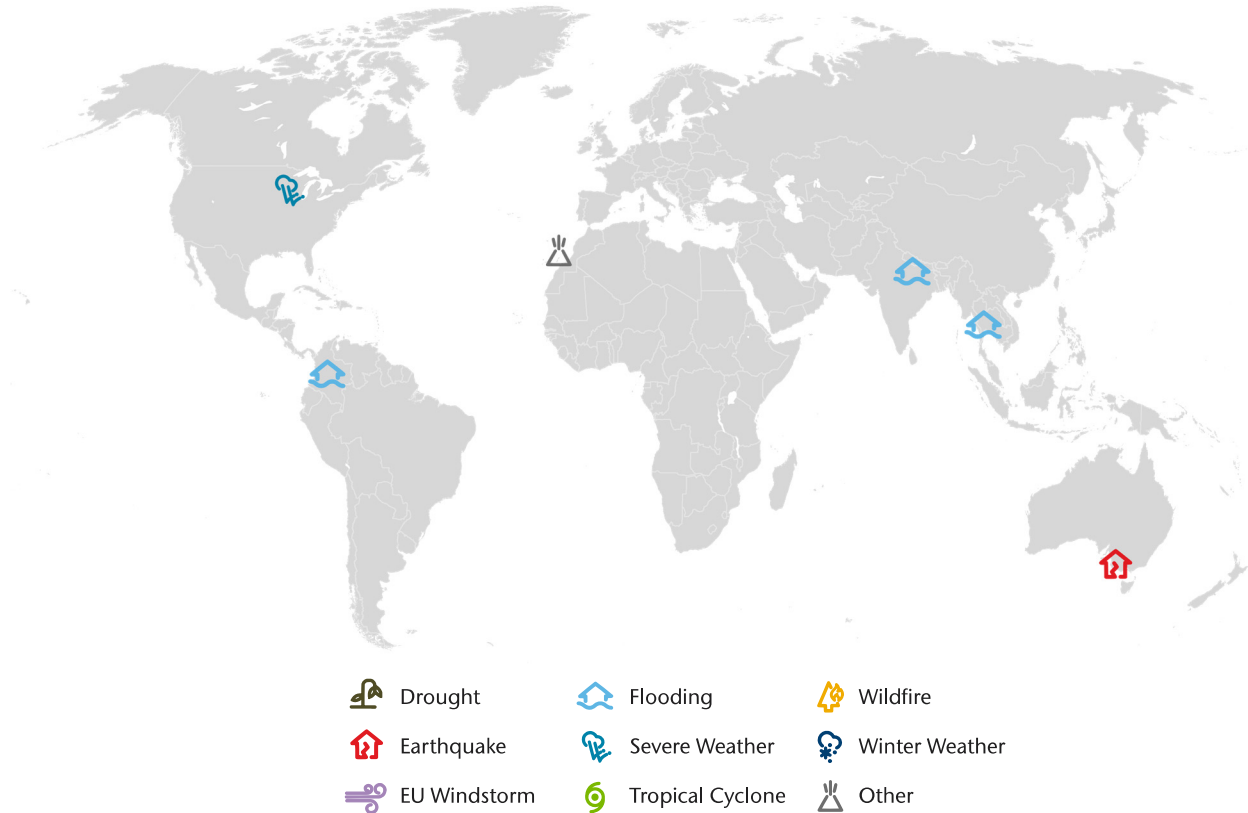 Drought
Flooding
Wildfire
Earthquake
Severe Weather
Winter Weather
EU Windstorm
Tropical Cyclone
Other